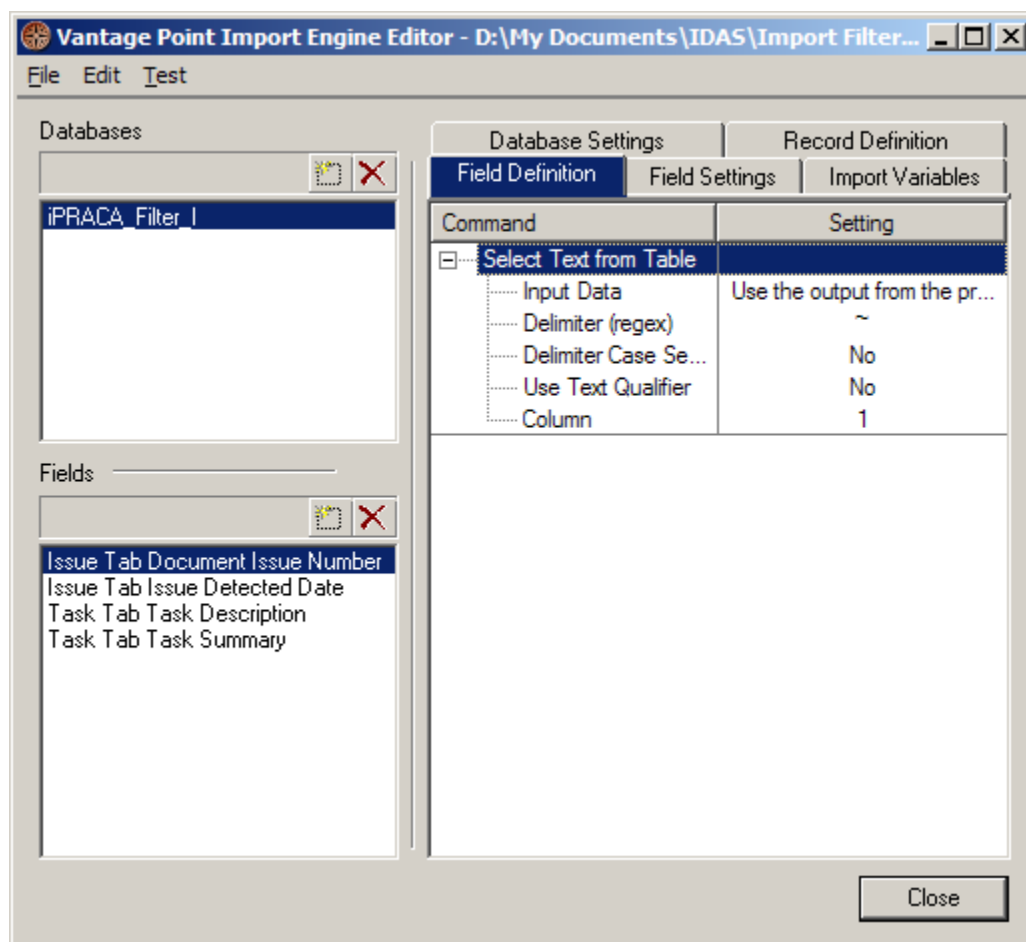 Vantage Point Import Engine Editor - D:\My Documents\IDAS\Import Filter...
File Edit Test
Databases
iPRACA_Filter_I
Fields
Issue Tab Document Issue Number
Issue Tab Issue Detected Date
Task Tab Task Description
Task Tab Task Summary
Database Settings Record Definition
Field Definition Field Settings Import Variables
Command Setting
Select Text from Table
Input Data Use the output from the pr...
Delimiter (regex) ~
Delimiter Case Se... No
Use Text Qualifier No
Column 1
Close